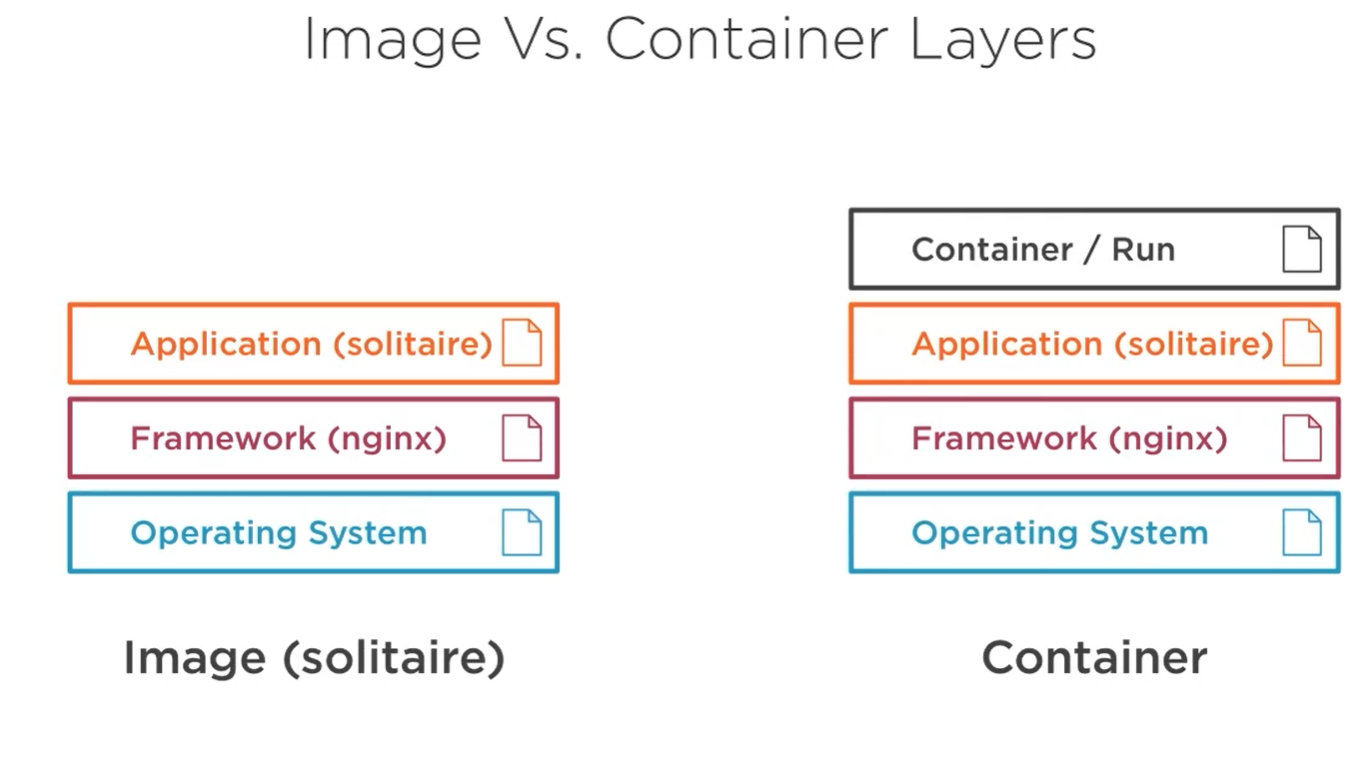 Image Vs. Container Layers
Application (solitaire)
Framework (nginx)
Operating System
Image (solitaire)
Container / Run
Application (solitaire)
Framework (nginx)
Operating System
Container